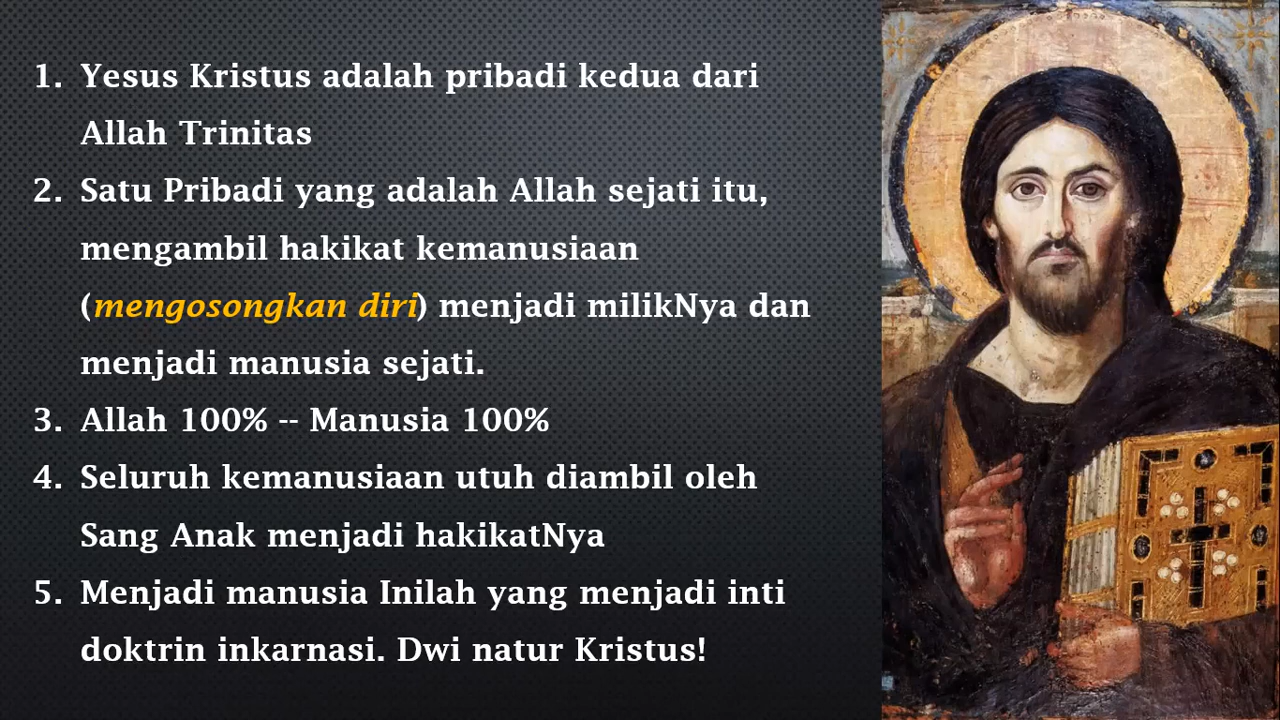 1. Yesus Kristus adalah pribadi kedua dari
Allah Trinitas
2. Satu Pribadi yang adalah Allah sejati itu,
mengambil hakikat kemanusiaan
(mengosongkan diri) menjadi milikNya dan
menjadi manusia sejati.
3. Allah 100% -- Manusia 100%
4. Seluruh kemanusiaan utuh diambil oleh
Sang Anak menjadi hakikatNya
5. Menjadi manusia Inilah yang menjadi inti
doktrin inkarnasi. Dwi natur Kristus!